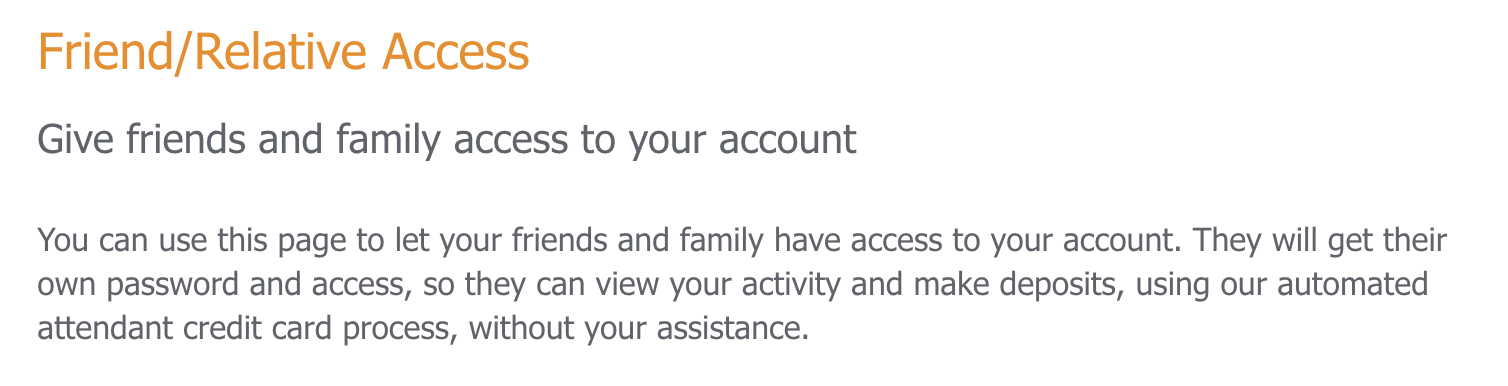 Friend/Relative Access
Give friends and family access to your account
You can use this page to let your friends and family have access to your account. They will get their
own password and access, so they can view your activity and make deposits, using our automated
attendant credit card process, without your assistance.